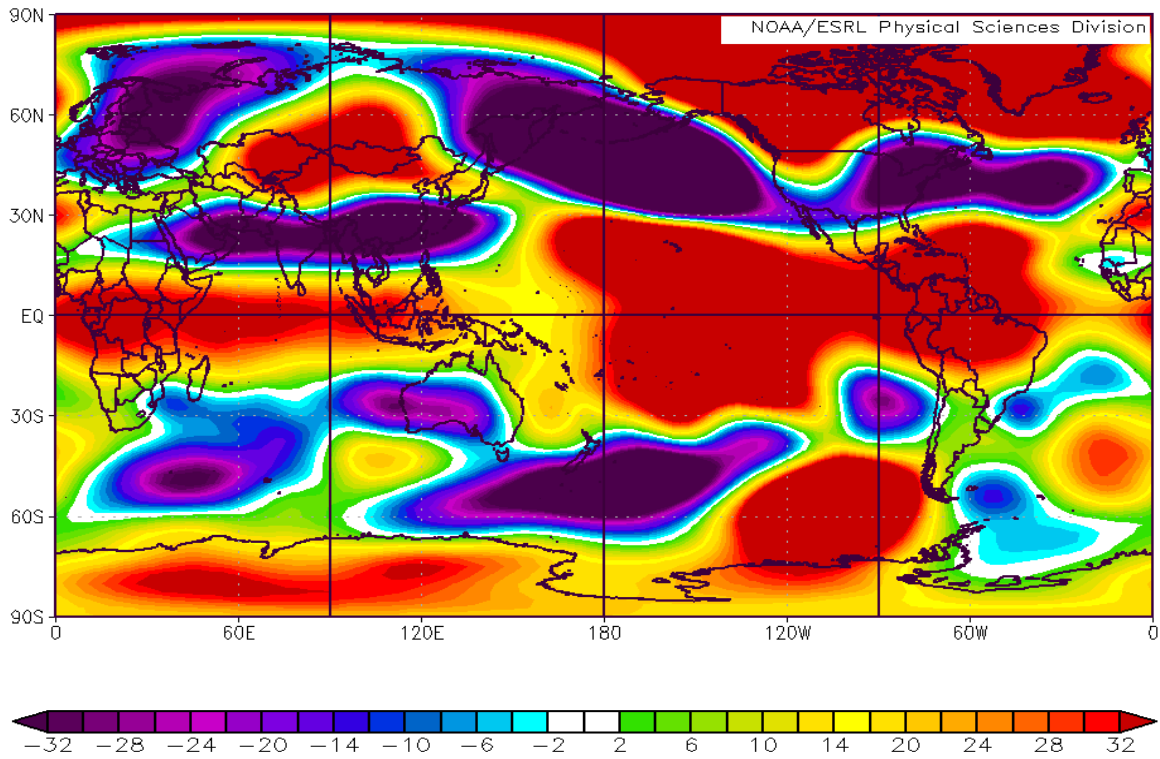 90N
NOAA/ESRL Physical Sciences Division
60N
30N
EQ
30S
60S
90S
0 60E 120E 180 120W 60W 0
-32 -28 -24 -20 -14 -10 -6 -2 2 6 10 14 20 24 28 32